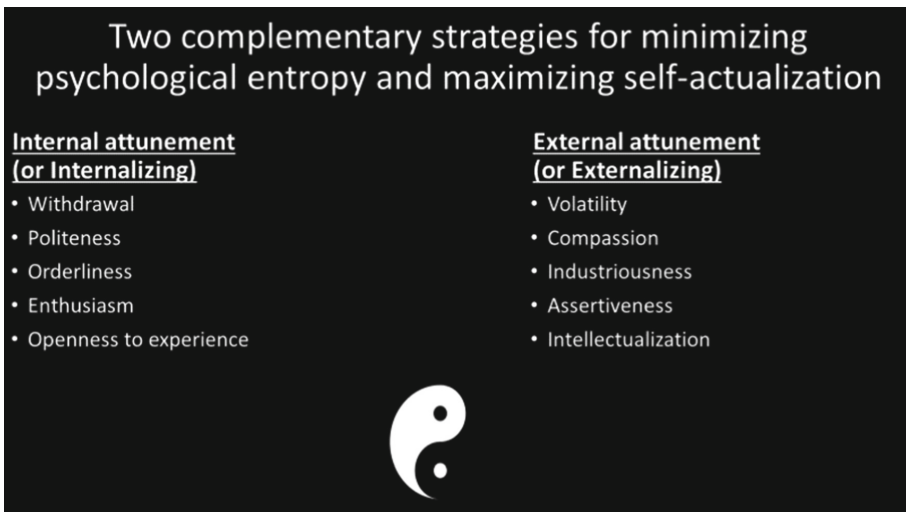 Two complementary strategies for minimizing
psychological entropy and maximizing self-actualization
Internal attunement
(or Internalizing)
• Withdrawal
• Politeness
• Orderliness
• Enthusiasm
• Openness to experience
External attunement
(or Externalizing)
• Volatility
• Compassion
• Industriousness
• Assertiveness
• Intellectualization